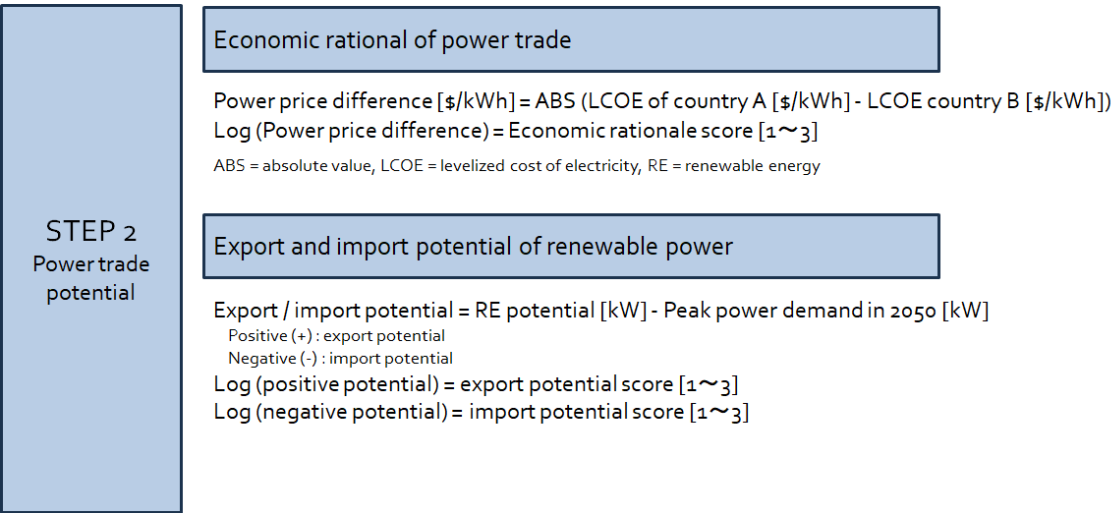 STEP 2
Power trade
potential
Economic rational of power trade
Power price difference [$/kWh] = ABS (LCOE of country A [$/kWh] - LCOE country B [$/kWh])
Log (Power price difference) = Economic rationale score [1～3]
ABS = absolute value, LCOE = levelized cost of electricity, RE = renewable energy
Export and import potential of renewable power
Export / import potential = RE potential [kW] - Peak power demand in 2050 [kW]
Positive (+) : export potential
Negative (-) : import potential
Log (positive potential) = export potential score [1～3]
Log (negative potential) = import potential score [1～3]